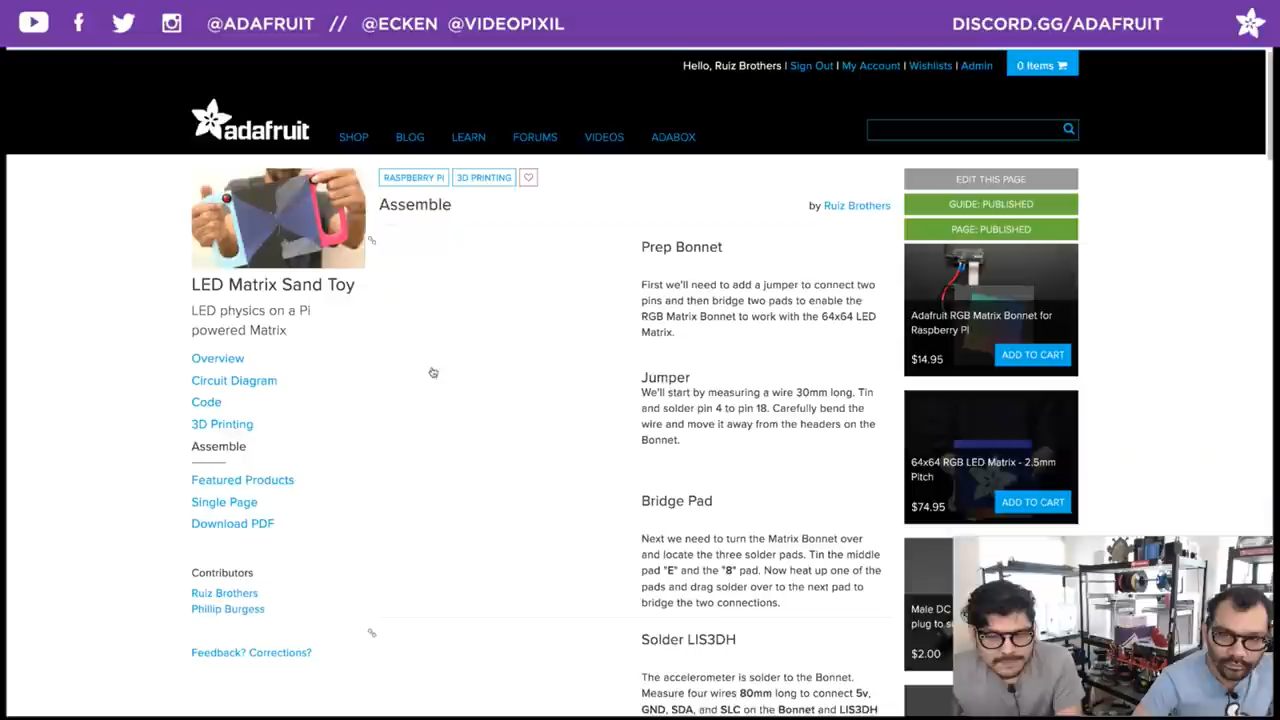 @ADAFRUIT // @ECKEN @VIDEOPIXIL
DISCORD.GG/ADAFRUIT
Hello, Ruiz Brothers | Sign Out | My Account | Wishlists | Admin
0 Items
adafruit
SHOP BLOG LEARN FORUMS VIDEOS ADABOX
RASPBERRY PI 3D PRINTING
Assemble
by Ruiz Brothers
LED Matrix Sand Toy
LED physics on a Pi
powered Matrix
Overview
Circuit Diagram
Code
3D Printing
Assemble
Featured Products
Single Page
Download PDF
Contributors
Ruiz Brothers
Phillip Burgess
Feedback? Corrections?
Prep Bonnet
First we'll need to add a jumper to connect two
pins and then bridge two pads to enable the
RGB Matrix Bonnet to work with the 64x64 LED
Matrix.
Jumper
We'll start by measuring a wire 30mm long. Tin
and solder pin 4 to pin 18. Carefully bend the
wire and move it away from the headers on the
Bonnet.
Bridge Pad
Next we need to turn the Matrix Bonnet over
and locate the three solder pads. Tin the middle
pad "E" and the "8" pad. Now heat up one of the
pads and drag solder over to the next pad to
bridge the two connections.
Solder LIS3DH
The accelerometer is solder to the Bonnet.
Measure four wires 80mm long to connect 5v,
GND, SDA, and SLC on the Bonnet and LIS3DH
EDIT THIS PAGE
GUIDE: PUBLISHED
PAGE: PUBLISHED
Adafruit RGB Matrix Bonnet for
Raspberry Pi
$14.95 ADD TO CART
64x64 RGB LED Matrix - 2.5mm
Pitch
$74.95 ADD TO CART
Male DC
plug to
$2.00